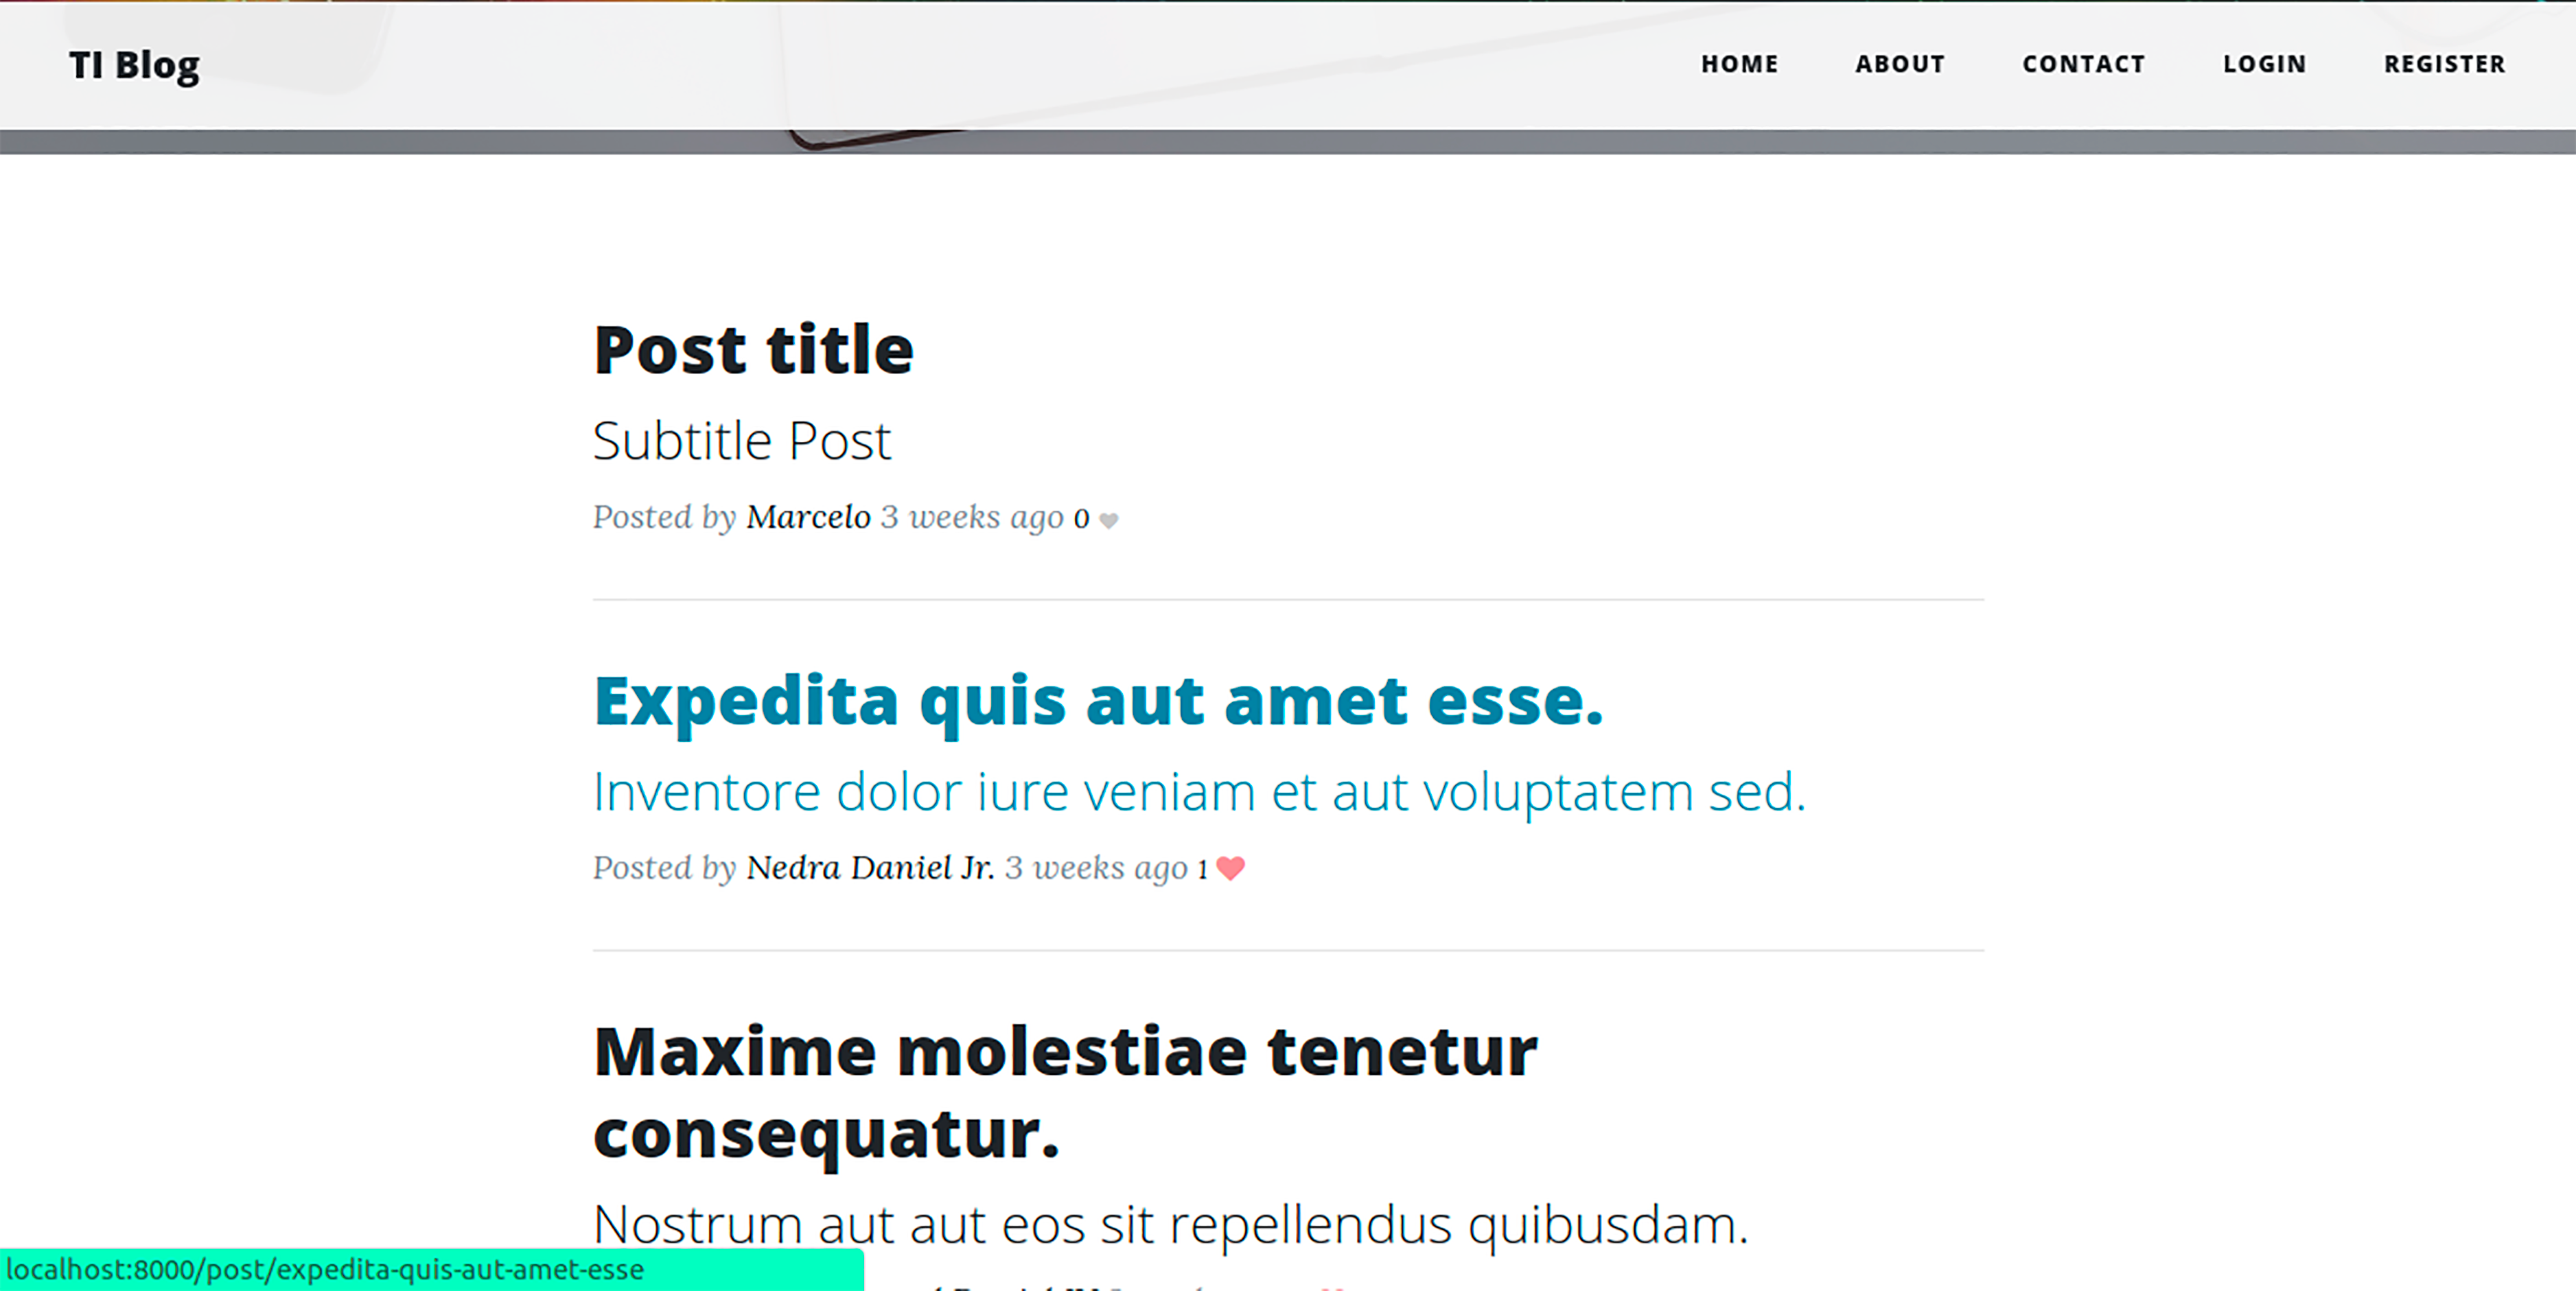 TI Blog
HOME ABOUT CONTACT LOGIN REGISTER
Post title
Subtitle Post
Posted by Marcelo 3 weeks ago 0
Expedita quis aut amet esse.
Inventore dolor iure veniam et aut voluptatem sed.
Posted by Nedra Daniel Jr. 3 weeks ago 1
Maxime molestiae tenetur
consequatur.
Nostrum aut aut eos sit repellendus quibusdam.
localhost:8000/post/expedita-quis-aut-amet-esse